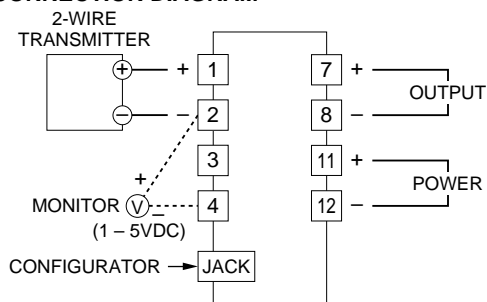 CONNECTION DIAGRAM
2-WIRE
TRANSMITTER
+ + 1
− − 2
3
+
MONITOR V − 4
(1 – 5VDC)
CONFIGURATOR JACK
7 +
OUTPUT
8 −
11 +
POWER
12 −